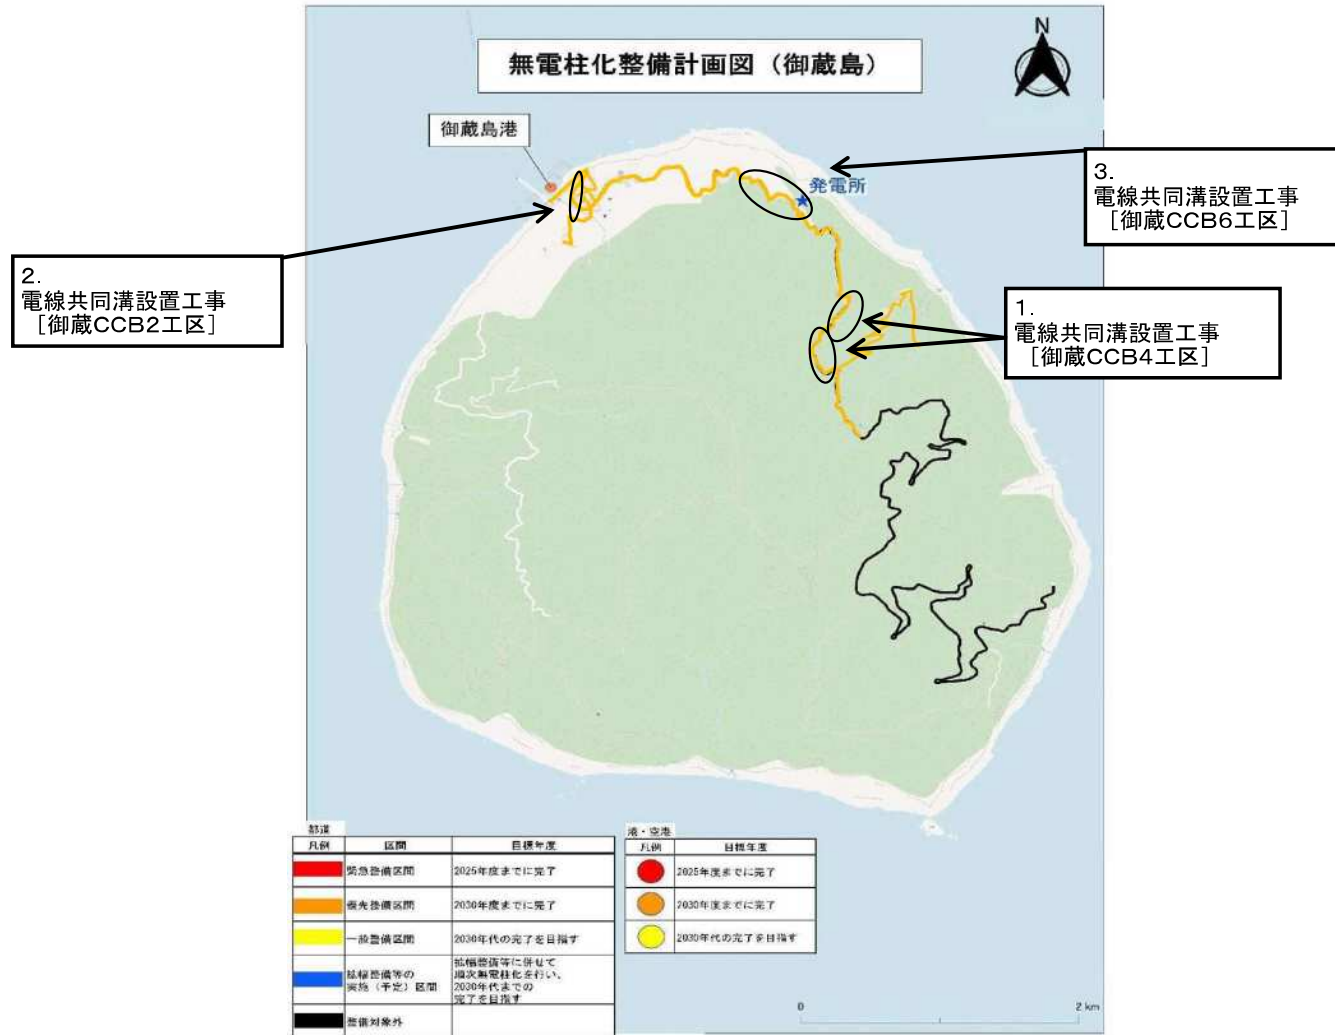 無電柱化整備計画図（御蔵島）
N
御蔵島港
発電所
3.
電線共同溝設置工事
［御蔵CCB6工区］
2.
電線共同溝設置工事
［御蔵CCB2工区］
1.
電線共同溝設置工事
［御蔵CCB4工区］
都道
凡例 区間 目標年度
緊急整備区間 2025年度までに完了
優先整備区間 2030年度までに完了
一般整備区間 2030年代の完了を目指す
拡幅整備等の
実施（予定）区間
拡幅整備等に併せて
順次無電柱化を行い、
2030年代までの
完了を目指す
整備対象外
港・空港
凡例 目標年度
2025年度までに完了
2030年度までに完了
2030年代の完了を目指す
0 2 km